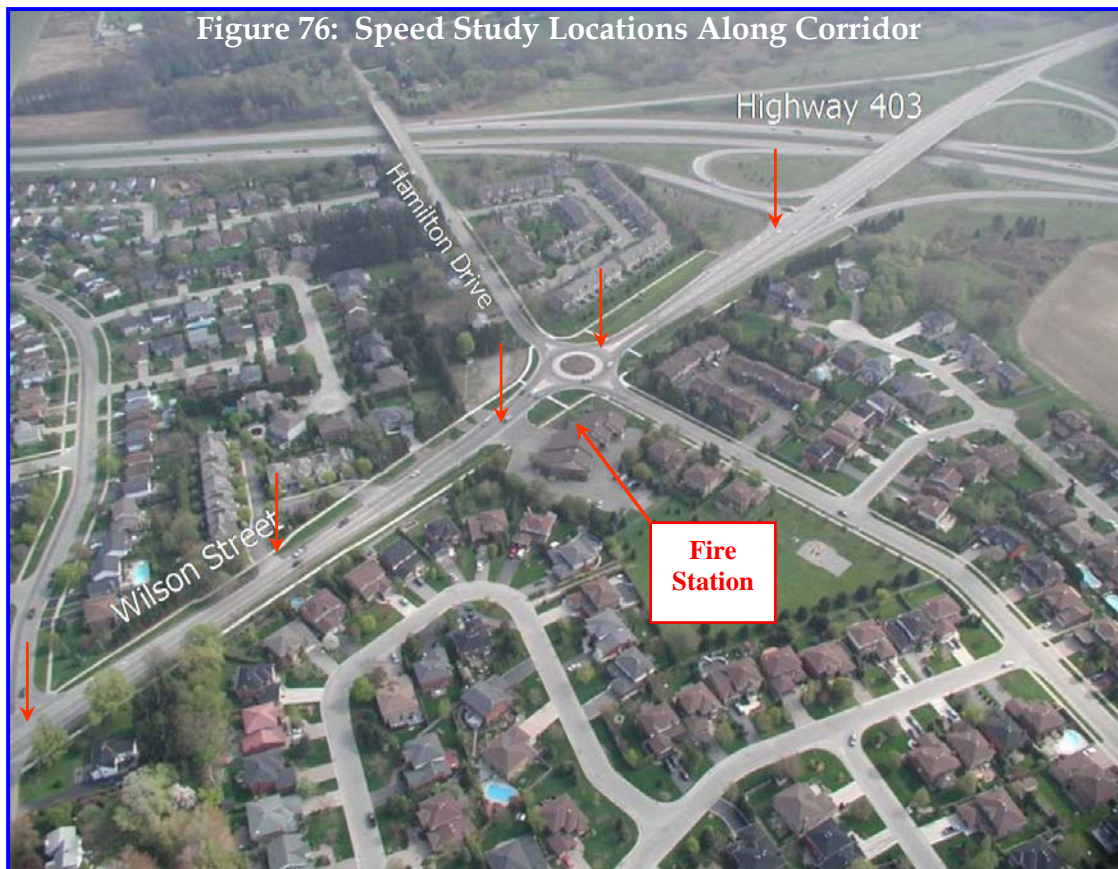 Figure 76:  Speed Study Locations Along Corridor
Highway 403
Hamilton Drive
Wilson Street
Fire
Station